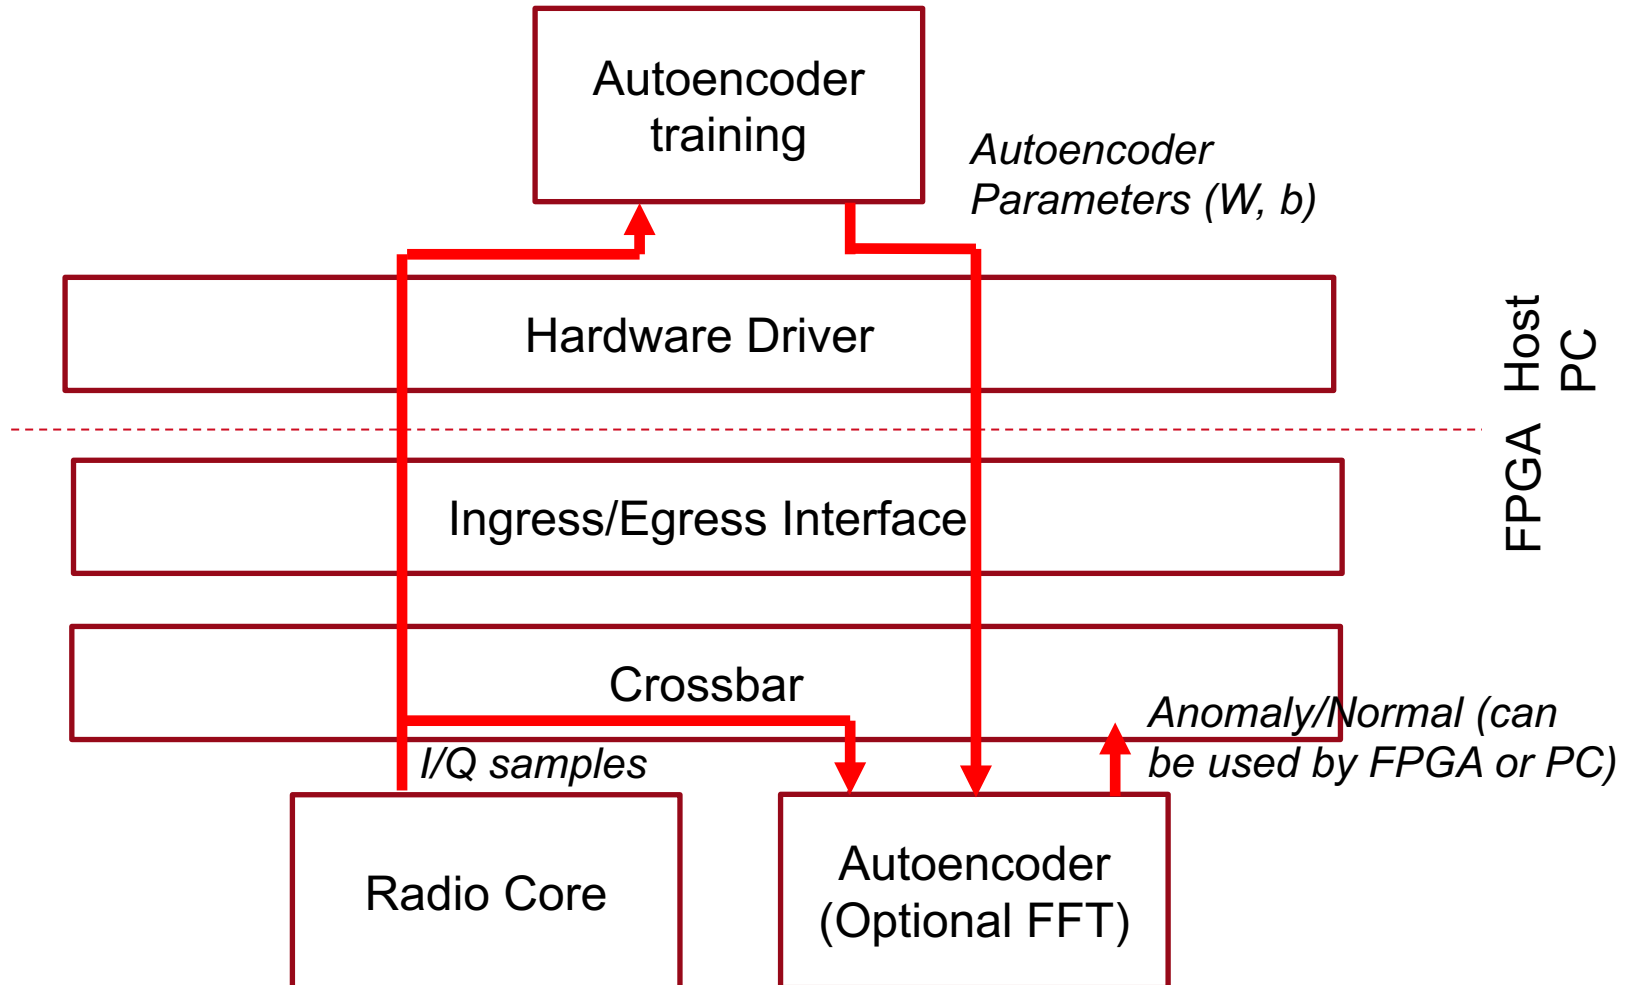 Autoencoder
training
Autoencoder
Parameters (W, b)
Hardware Driver
Host
PC
FPGA
Ingress/Egress Interface
Crossbar
Anomaly/Normal (can
be used by FPGA or PC)
I/Q samples
Radio Core
Autoencoder
(Optional FFT)